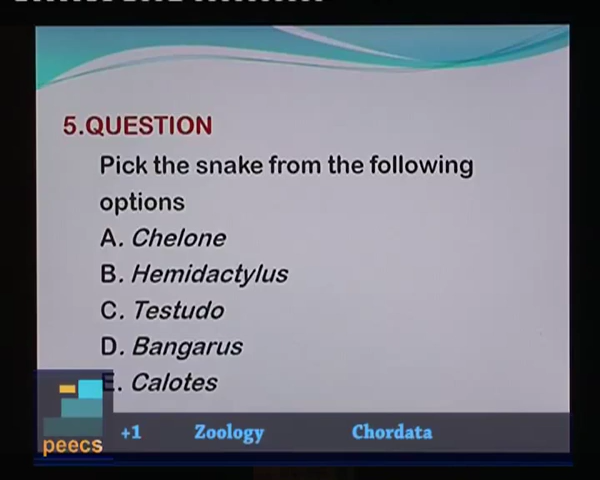 5.QUESTION
Pick the snake from the following
options
A. Chelone
B. Hemidactylus
C. Testudo
D. Bangarus
E. Calotes
peecs
+1 Zoology Chordata